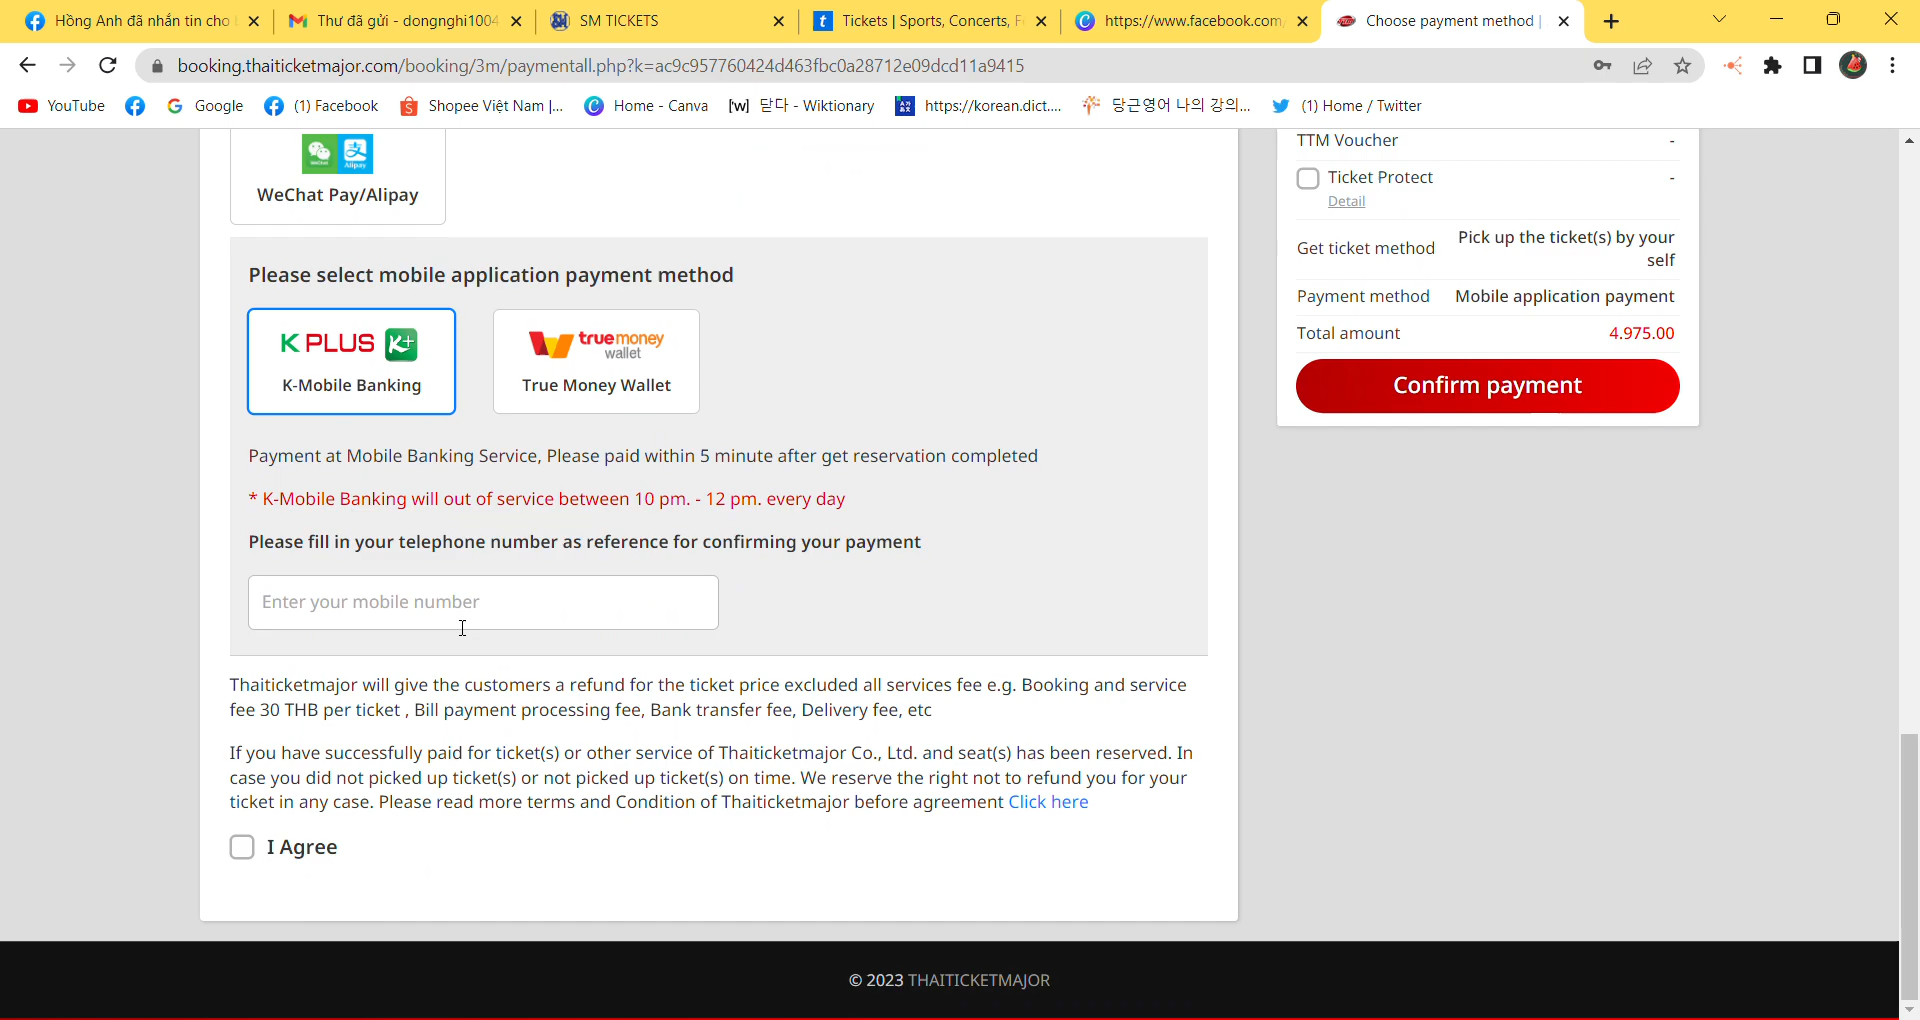 Hồng Anh đã nhắn tin cho
Thư đã gửi - dongnghi1004
SM TICKETS
Tickets | Sports, Concerts, F
https://www.facebook.com/
Choose payment method |
booking.thaiticketmajor.com/booking/3m/paymentall.php?k=ac9c957760424d463fbc0a28712e09dcd11a9415
YouTube
Google
(1) Facebook
Shopee Việt Nam |...
Home - Canva
[w] 닫다 - Wiktionary
https://korean.dict....
당근영어 나의 강의...
(1) Home / Twitter
WeChat
Alipay
WeChat Pay/Alipay
Please select mobile application payment method
K PLUS K+
K-Mobile Banking
truemoney
wallet
True Money Wallet
Payment at Mobile Banking Service, Please paid within 5 minute after get reservation completed
* K-Mobile Banking will out of service between 10 pm. - 12 pm. every day
Please fill in your telephone number as reference for confirming your payment
Enter your mobile number
Thaiticketmajor will give the customers a refund for the ticket price excluded all services fee e.g. Booking and service
fee 30 THB per ticket , Bill payment processing fee, Bank transfer fee, Delivery fee, etc
If you have successfully paid for ticket(s) or other service of Thaiticketmajor Co., Ltd. and seat(s) has been reserved. In
case you did not picked up ticket(s) or not picked up ticket(s) on time. We reserve the right not to refund you for your
ticket in any case. Please read more terms and Condition of Thaiticketmajor before agreement Click here
I Agree
TTM Voucher -
Ticket Protect -
Detail
Get ticket method Pick up the ticket(s) by your
self
Payment method Mobile application payment
Total amount 4.975.00
Confirm payment
© 2023 THAITICKETMAJOR